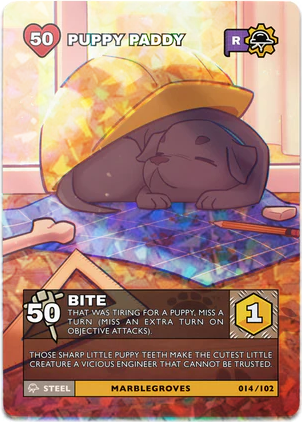 50 PUPPY PADDY R
50 BITE 1
THAT WAS TIRING FOR A PUPPY, MISS A
TURN (MISS AN EXTRA TURN ON
OBJECTIVE ATTACKS).
THOSE SHARP LITTLE PUPPY TEETH MAKE THE CUTEST LITTLE
CREATURE A VICIOUS ENGINEER THAT CANNOT BE TRUSTED.
STEEL MARBLEGROVES 014/102